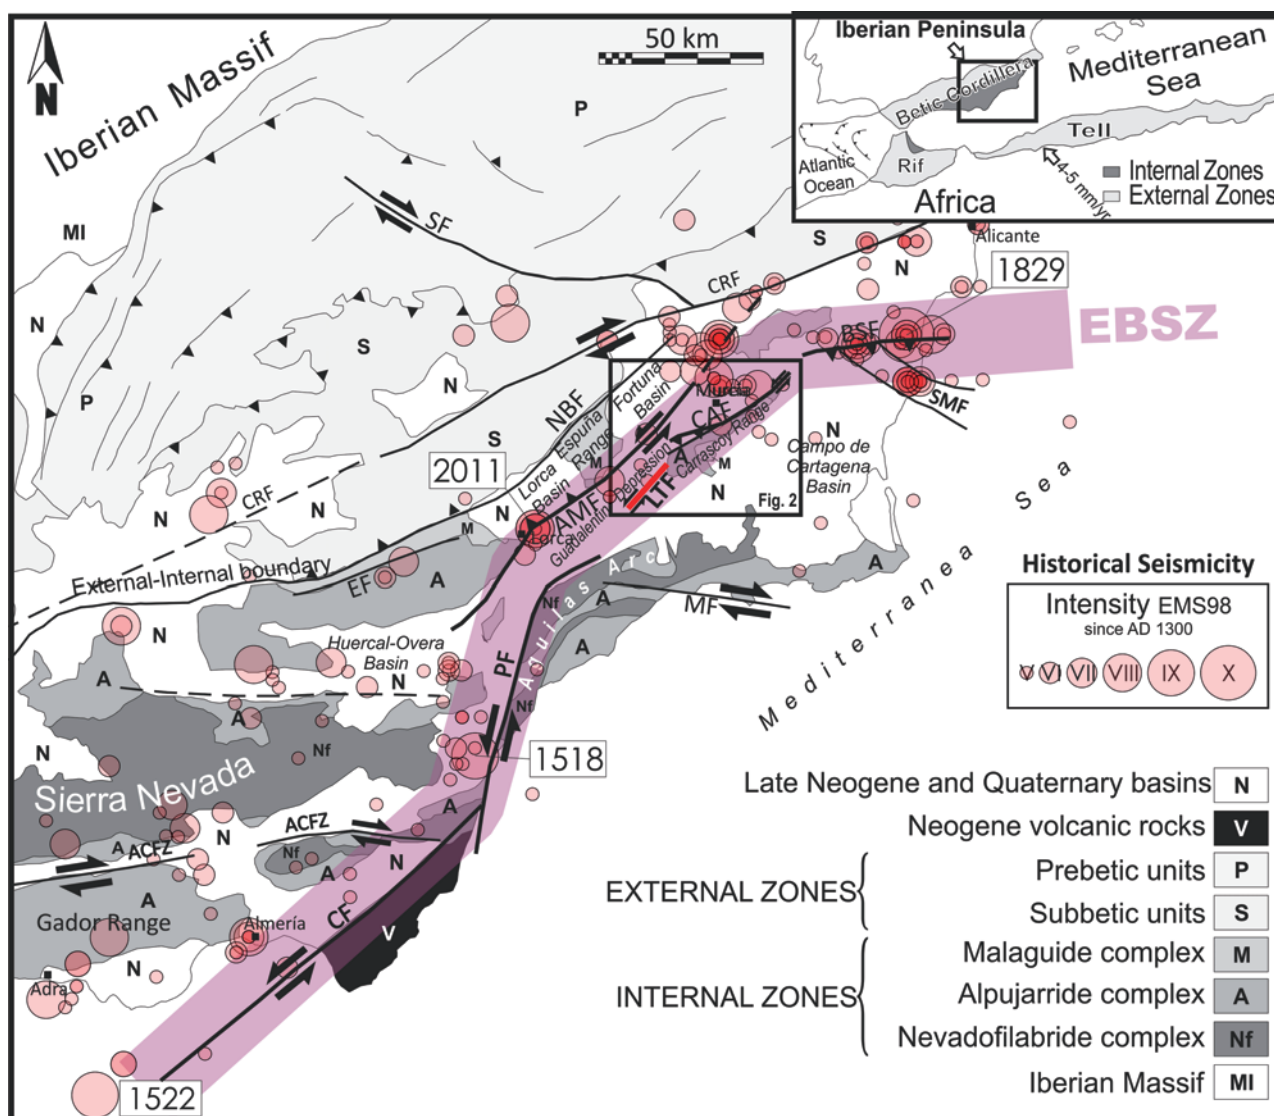 N
Iberian Massif
50 km
Iberian Peninsula
Mediterranean
Sea
Betic Cordillera
Tell
Atlantic
Ocean
Rif
4-5 mm/yr
Africa
Internal Zones
External Zones
P
SF
MI
S
N
Alicante
1829
CRF
N
S
EBSZ
BSF
N
S
P
N
NBF
Fortuna
Basin
Murcia
CAF
SMF
S
2011
Espuña
Range
Lorca
Basin
M
A
Carrascoy Range
M
N
N
Campo de
Cartagena
Basin
N
CRF
N
N
AMF
Guadalentín Depression
LTF
Fig. 2
Lorca
M
External-Internal boundary
EF
A
Aguilas Arc
Nf
A
MF
A
A
Mediterranea Sea
Historical Seismicity
Intensity EMS98
since AD 1300
V VI VII VIII IX X
N
Huercal-Overa
Basin
N
A
PF
A
Nf
Nf
N
1518
Sierra Nevada
A
ACFZ
N
A
ACFZ
Nf
A
N
A
Gador Range
Almería
CF
V
N
Adra
1522
Late Neogene and Quaternary basins N
Neogene volcanic rocks V
EXTERNAL ZONES
Prebetic units P
Subbetic units S
INTERNAL ZONES
Malaguide complex M
Alpujarride complex A
Nevadofilabride complex Nf
Iberian Massif MI